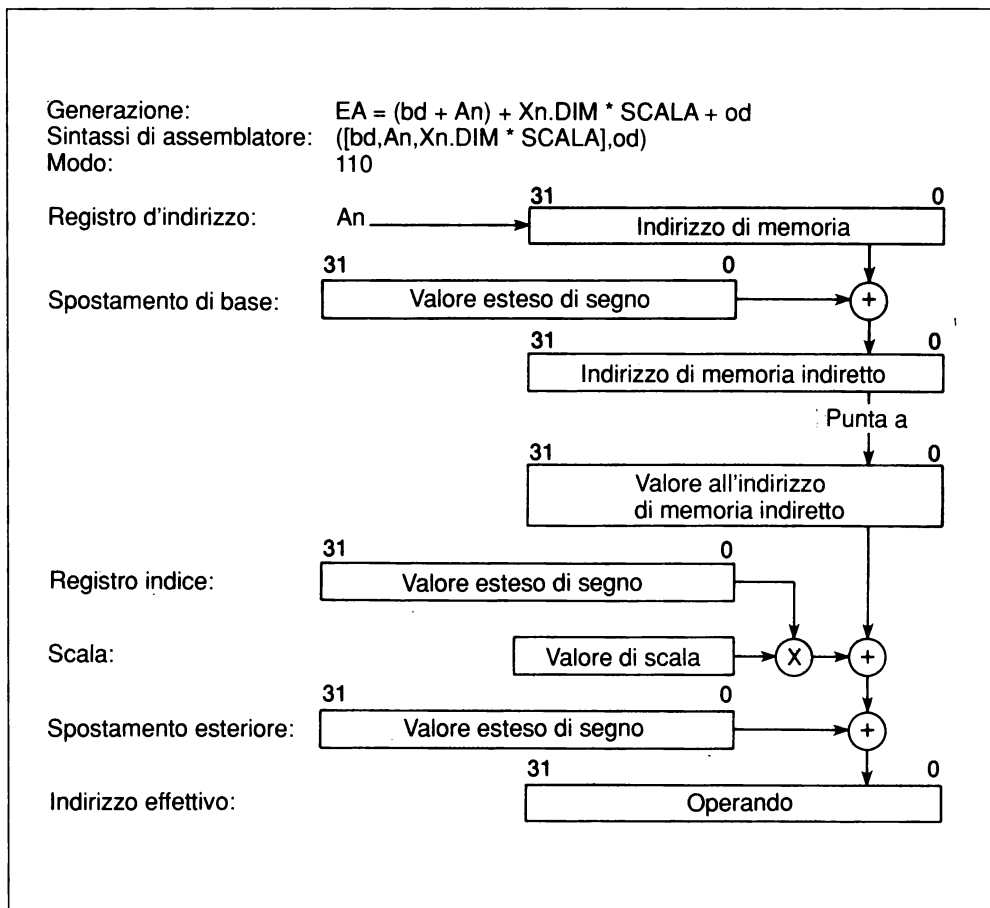 Generazione: EA = (bd + An) + Xn.DIM * SCALA + od
Sintassi di assemblatore: ([bd,An,Xn.DIM * SCALA],od)
Modo: 110
31 0
Registro d'indirizzo: An Indirizzo di memoria
31 0
Spostamento di base: Valore esteso di segno +
31 0
Indirizzo di memoria indiretto
Punta a
31 0
Valore all'indirizzo
di memoria indiretto
31 0
Registro indice: Valore esteso di segno
Scala: Valore di scala X +
31 0
Spostamento esteriore: Valore esteso di segno +
31 0
Indirizzo effettivo: Operando